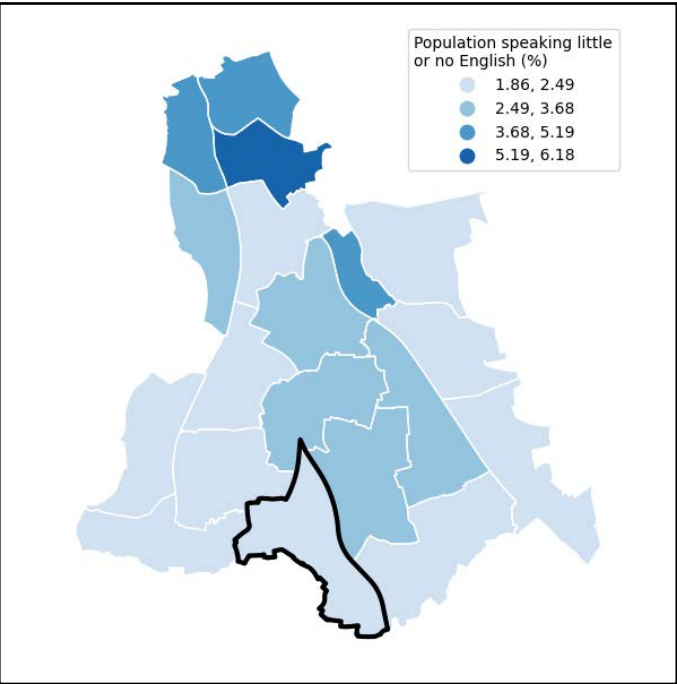 Population speaking little
or no English (%)
1.86, 2.49
2.49, 3.68
3.68, 5.19
5.19, 6.18